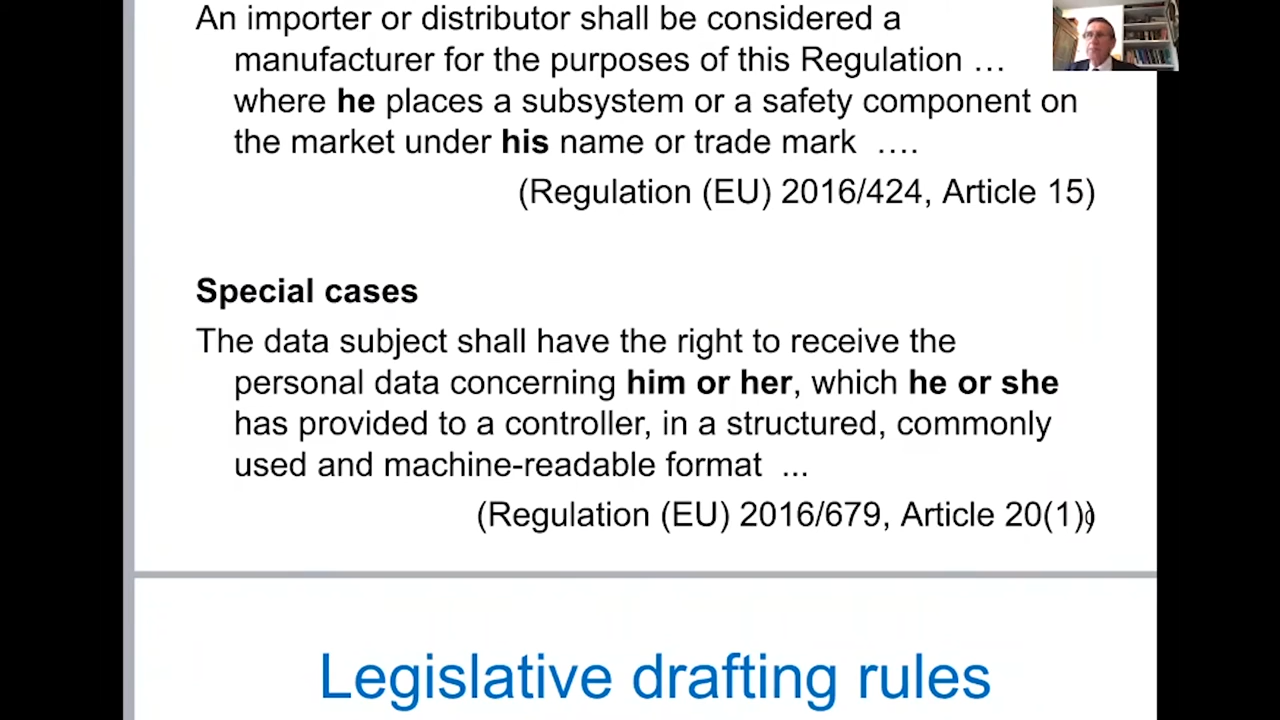 An importer or distributor shall be considered a
manufacturer for the purposes of this Regulation …
where he places a subsystem or a safety component on
the market under his name or trade mark ….
(Regulation (EU) 2016/424, Article 15)
Special cases
The data subject shall have the right to receive the
personal data concerning him or her, which he or she
has provided to a controller, in a structured, commonly
used and machine-readable format ...
(Regulation (EU) 2016/679, Article 20(1))
Legislative drafting rules